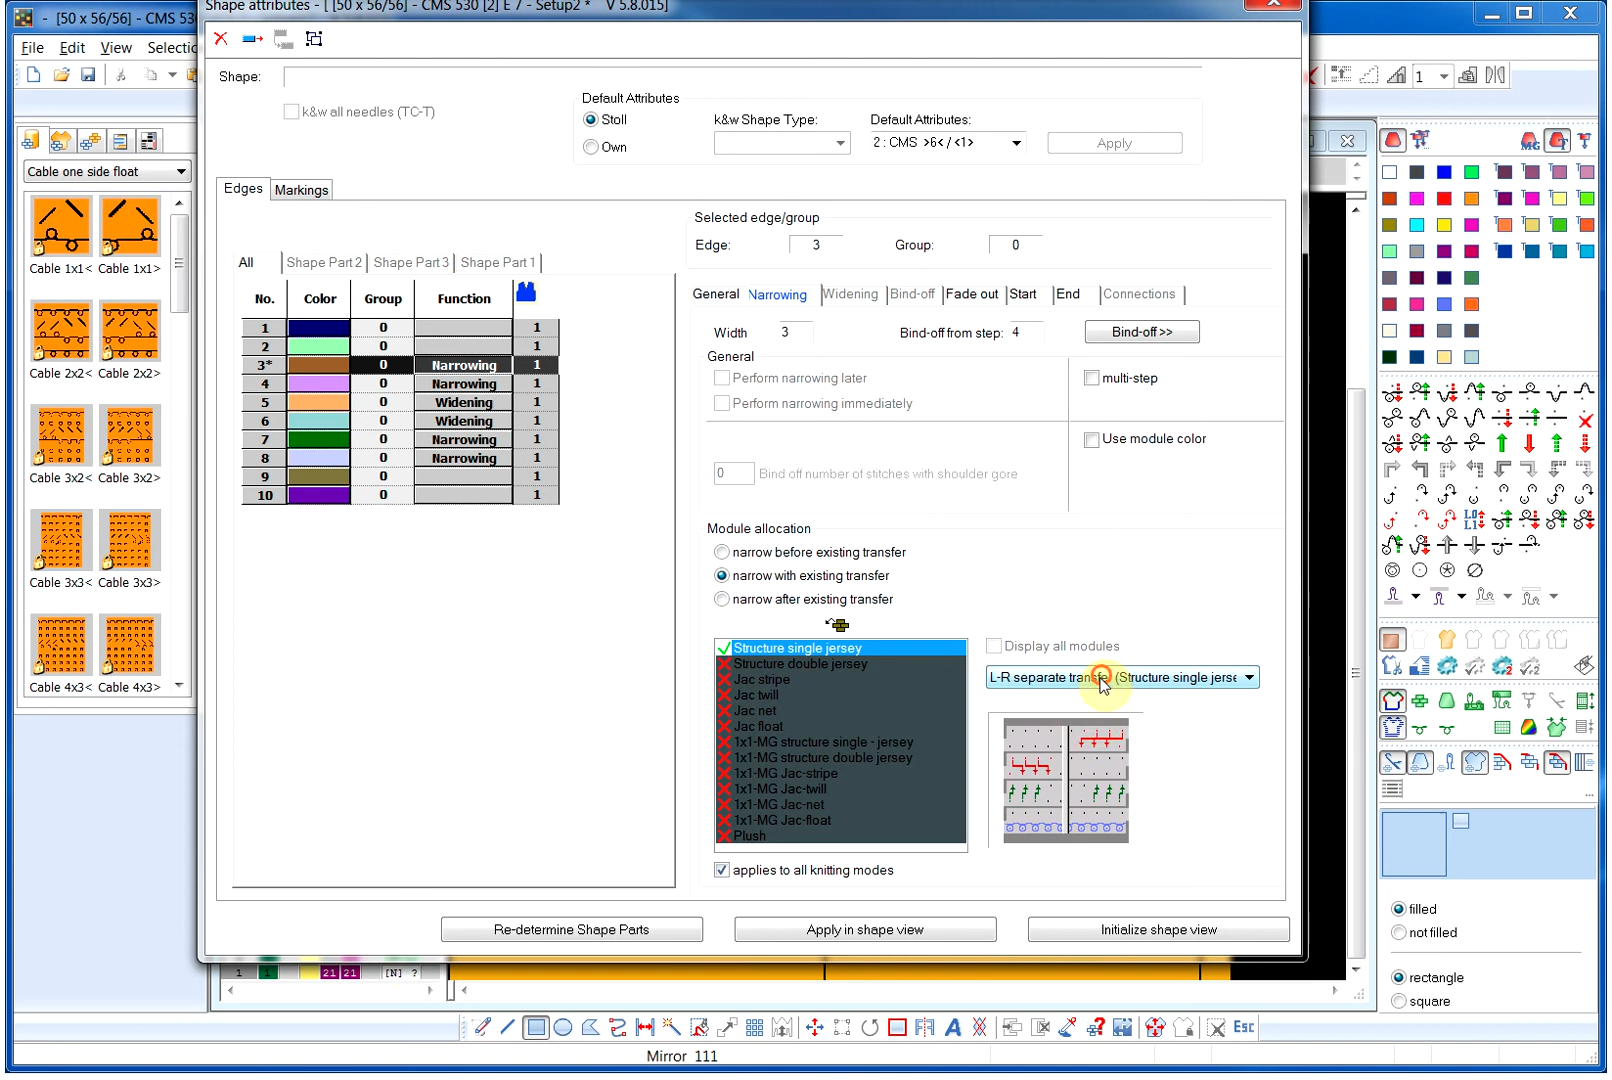 - [50 x 56/56] - CMS 530
Shape attributes - [ [50 x 56/56] - CMS 530 [2] E 7 - Setup2 * V 5.8.015]
File Edit View Selectio
1
Shape:
k&w all needles (TC-T)
Default Attributes
Stoll
Own
k&w Shape Type:
Default Attributes:
2 : CMS >6< / <1>
Apply
Cable one side float
Cable 1x1< Cable 1x1>
Cable 2x2< Cable 2x2>
Cable 3x2< Cable 3x2>
Cable 3x3< Cable 3x3>
Cable 4x3< Cable 4x3>
Edges Markings
All Shape Part 2 Shape Part 3 Shape Part 1
No. Color Group Function
1 0 1
2 0 1
3* 0 Narrowing 1
4 0 Narrowing 1
5 0 Widening 1
6 0 Widening 1
7 0 Narrowing 1
8 0 Narrowing 1
9 0 1
10 0 1
Selected edge/group
Edge: 3 Group: 0
General Narrowing Widening Bind-off Fade out Start End Connections
Width 3 Bind-off from step: 4 Bind-off >>
General
Perform narrowing later
Perform narrowing immediately
multi-step
Use module color
0 Bind off number of stitches with shoulder gore
Module allocation
narrow before existing transfer
narrow with existing transfer
narrow after existing transfer
Structure single jersey
Structure double jersey
Jac stripe
Jac twill
Jac net
Jac float
1x1-MG structure single - jersey
1x1-MG structure double jersey
1x1-MG Jac-stripe
1x1-MG Jac-twill
1x1-MG Jac-net
1x1-MG Jac-float
Plush
Display all modules
L-R separate transfe (Structure single jerse
applies to all knitting modes
Re-determine Shape Parts Apply in shape view Initialize shape view
1 1 21 21 [N] ?
MG
filled
not filled
rectangle
square
Esc
Mirror 111